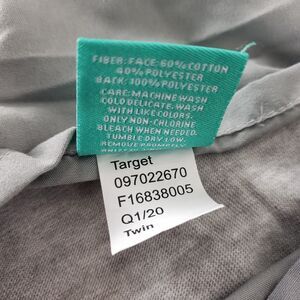 FIBER: FACE: 60% COTTON
40% POLYESTER
BACK: 100% POLYESTER
CARE: MACHINE WASH
COLD DELICATE. WASH
WITH LIKE COLORS.
ONLY NON-CHLORINE
BLEACH WHEN NEEDED.
TUMBLE DRY LOW.
REMOVE PROMPTLY
Target
097022670
F16838005
Q1/20
Twin